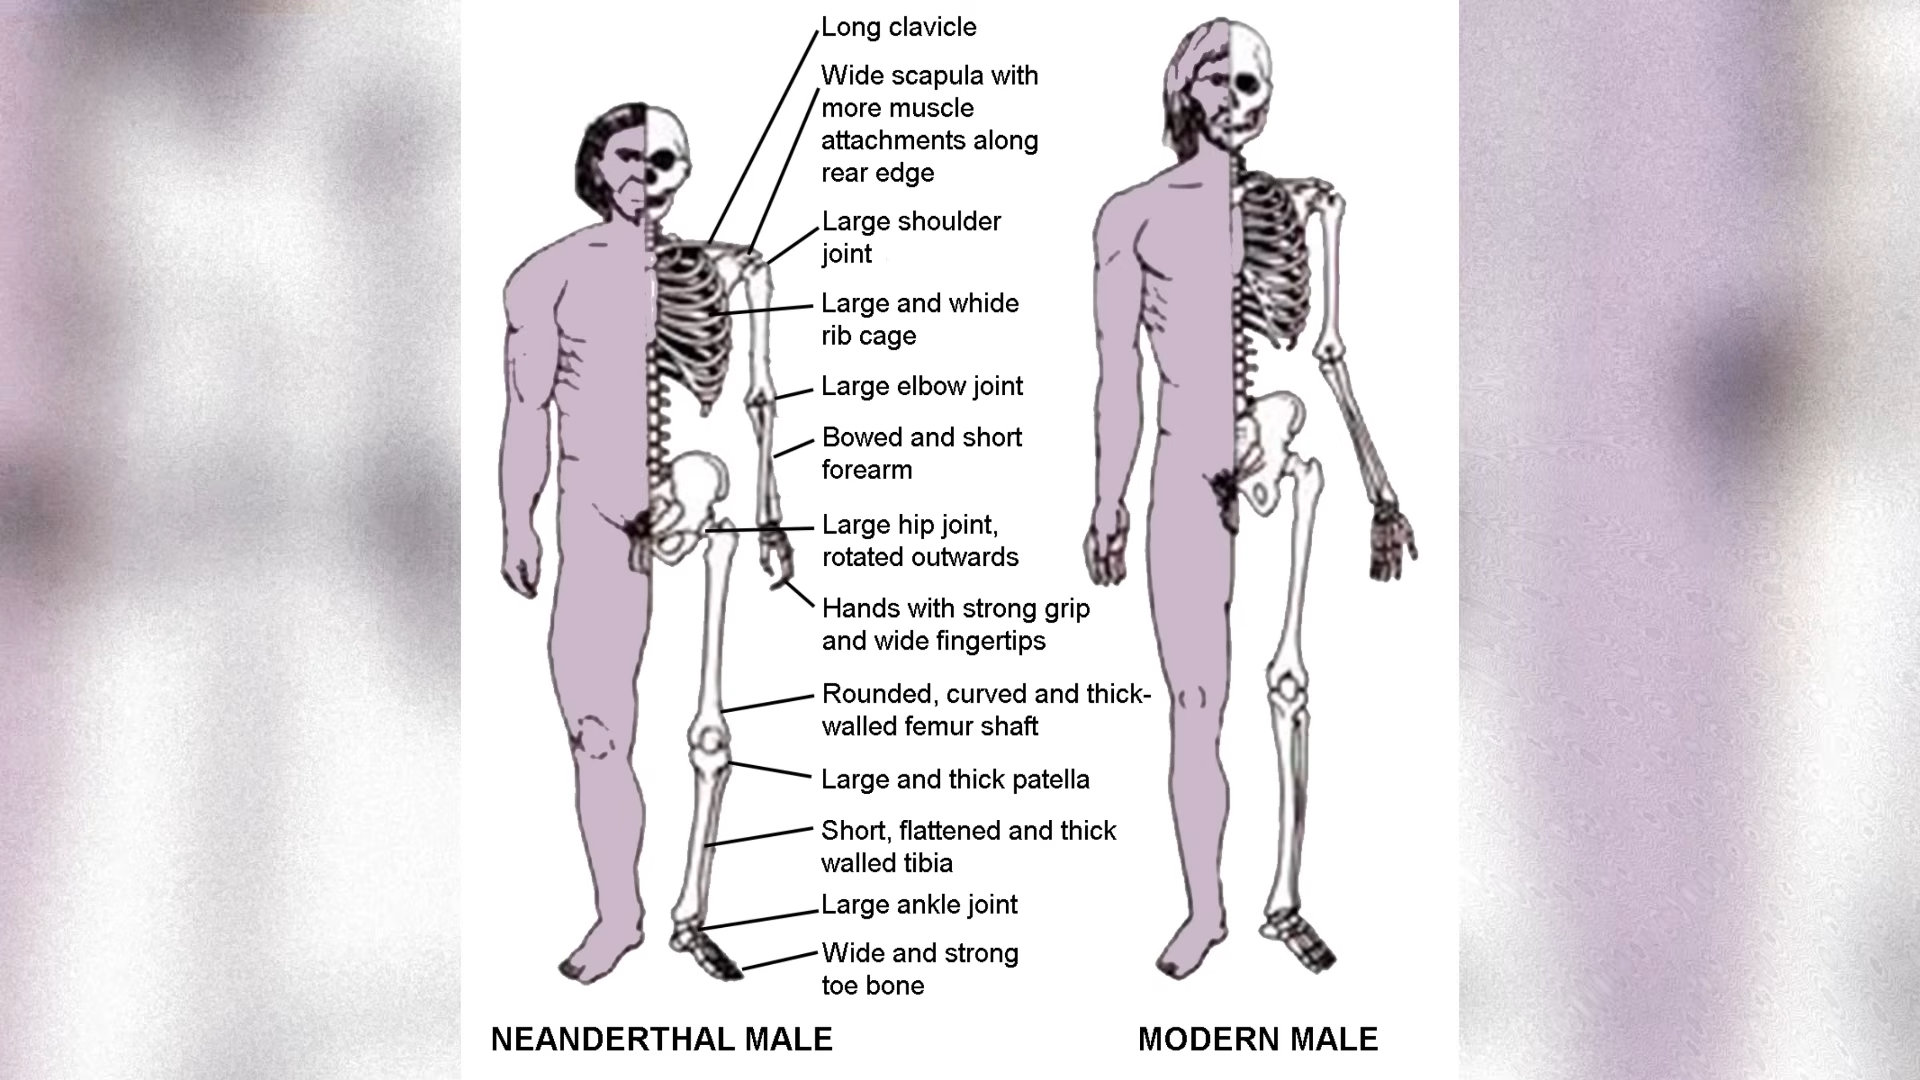 Long clavicle
Wide scapula with
more muscle
attachments along
rear edge
Large shoulder
joint
Large and whide
rib cage
Large elbow joint
Bowed and short
forearm
Large hip joint,
rotated outwards
Hands with strong grip
and wide fingertips
Rounded, curved and thick-
walled femur shaft
Large and thick patella
Short, flattened and thick
walled tibia
Large ankle joint
Wide and strong
toe bone
NEANDERTHAL MALE
MODERN MALE